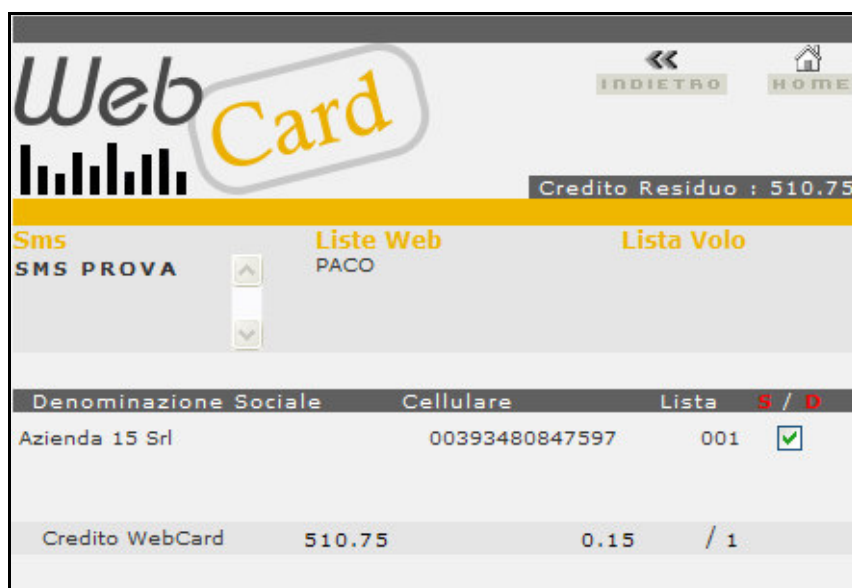 Web Card
INDIETRO HOME
Credito Residuo : 510.75
Sms Liste Web Lista Volo
SMS PROVA PACO
Denominazione Sociale Cellulare Lista S / D
Azienda 15 Srl 00393480847597 001
Credito WebCard 510.75 0.15 / 1